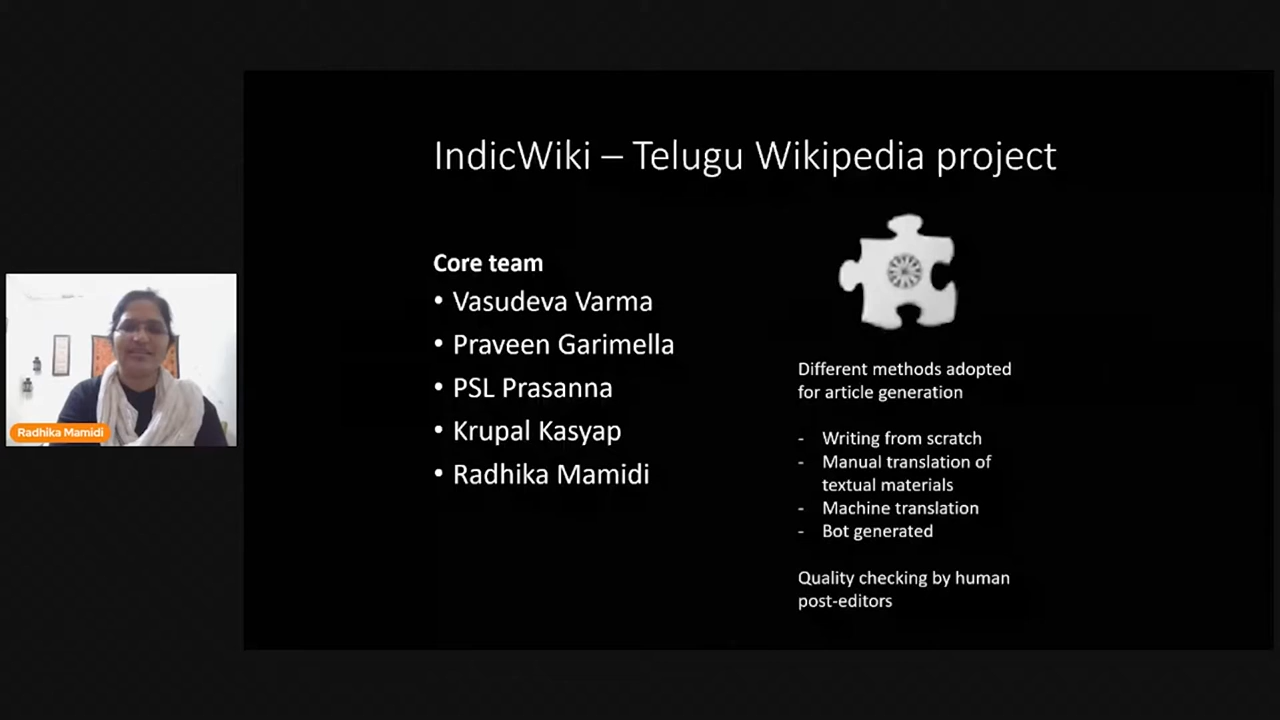 IndicWiki – Telugu Wikipedia project
Core team
• Vasudeva Varma
• Praveen Garimella
• PSL Prasanna
• Krupal Kasyap
• Radhika Mamidi
Different methods adopted
for article generation
- Writing from scratch
- Manual translation of
textual materials
- Machine translation
- Bot generated
Quality checking by human
post-editors
Radhika Mamidi